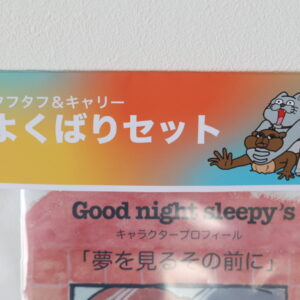 フタフ&キャリー
よくばりセット
Good night sleepy's
キャラクタープロフィール
「夢を見るその前に」